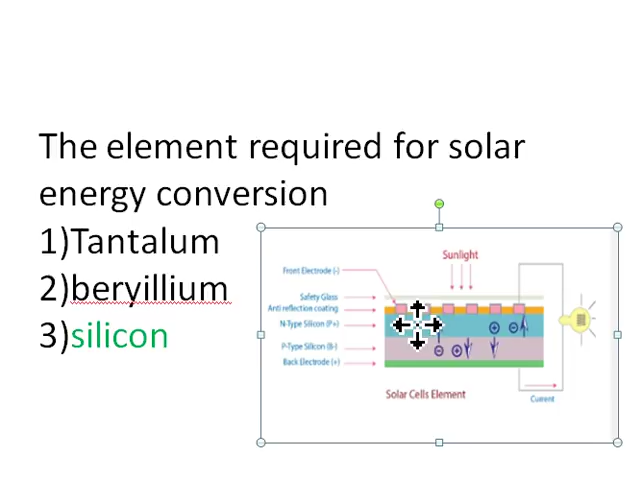 The element required for solar
energy conversion
1)Tantalum
2)beryillium
3)silicon
Sunlight
Front Electrode (-)
Safety Glass
Anti reflection coating
N-Type Silicon (P+)
P-Type Silicon (B-)
Back Electrode (+)
Solar Cells Element
Current